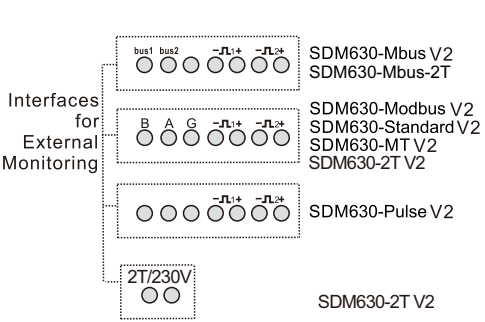 bus1 bus2 - 1+ - 2+ SDM630-Mbus V2
SDM630-Mbus-2T
Interfaces
for
External
Monitoring
B A G - 1+ - 2+ SDM630-Modbus V2
SDM630-Standard V2
SDM630-MT V2
SDM630-2T V2
- 1+ - 2+ SDM630-Pulse V2
2T/230V
SDM630-2T V2